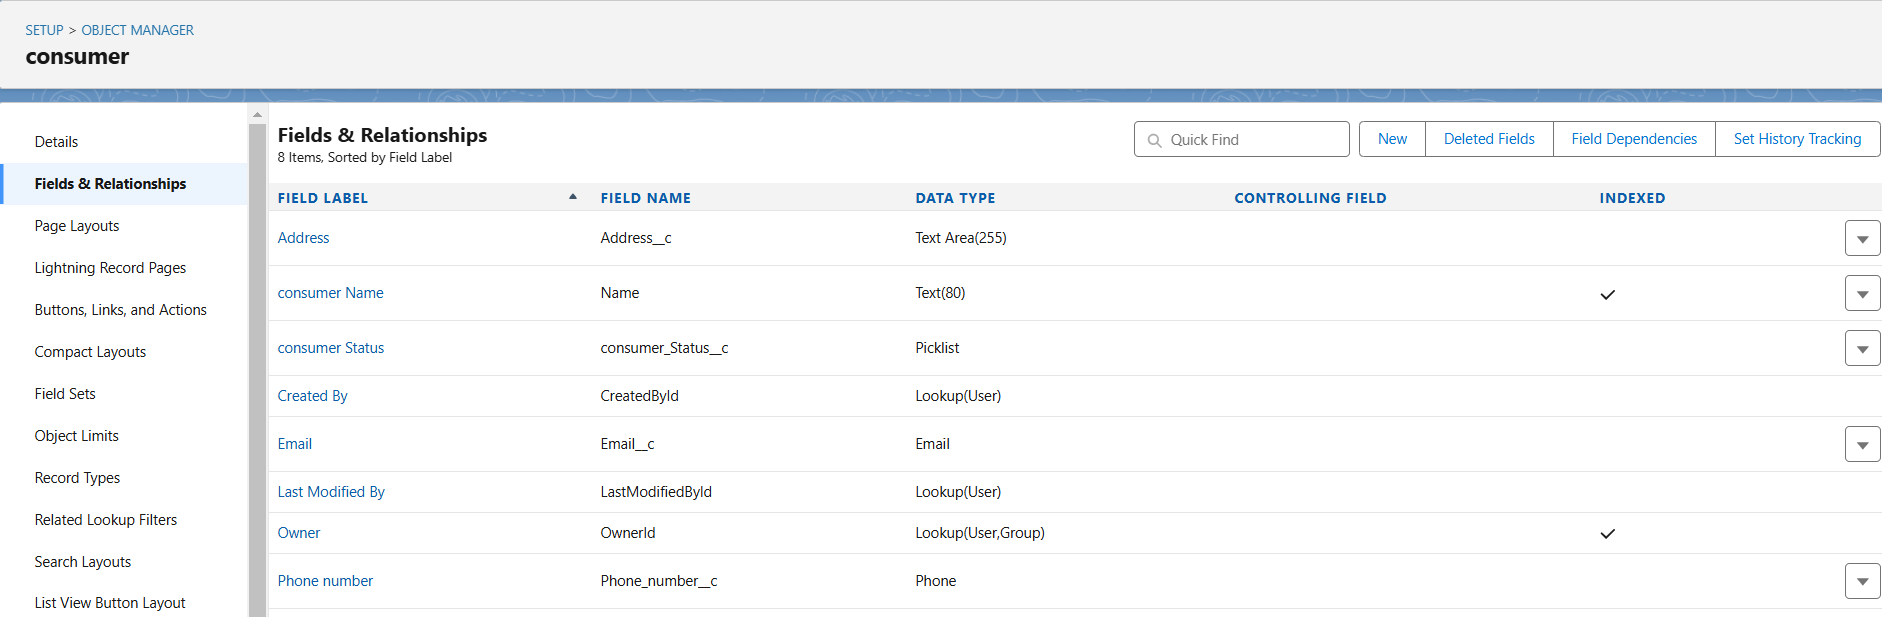 SETUP > OBJECT MANAGER
consumer
Details
Fields & Relationships
Page Layouts
Lightning Record Pages
Buttons, Links, and Actions
Compact Layouts
Field Sets
Object Limits
Record Types
Related Lookup Filters
Search Layouts
List View Button Layout
Fields & Relationships
8 Items, Sorted by Field Label
Quick Find
New
Deleted Fields
Field Dependencies
Set History Tracking
FIELD LABEL FIELD NAME DATA TYPE CONTROLLING FIELD INDEXED
Address Address__c Text Area(255)
consumer Name Name Text(80)
consumer Status consumer_Status__c Picklist
Created By CreatedById Lookup(User)
Email Email__c Email
Last Modified By LastModifiedById Lookup(User)
Owner OwnerId Lookup(User,Group)
Phone number Phone_number__c Phone